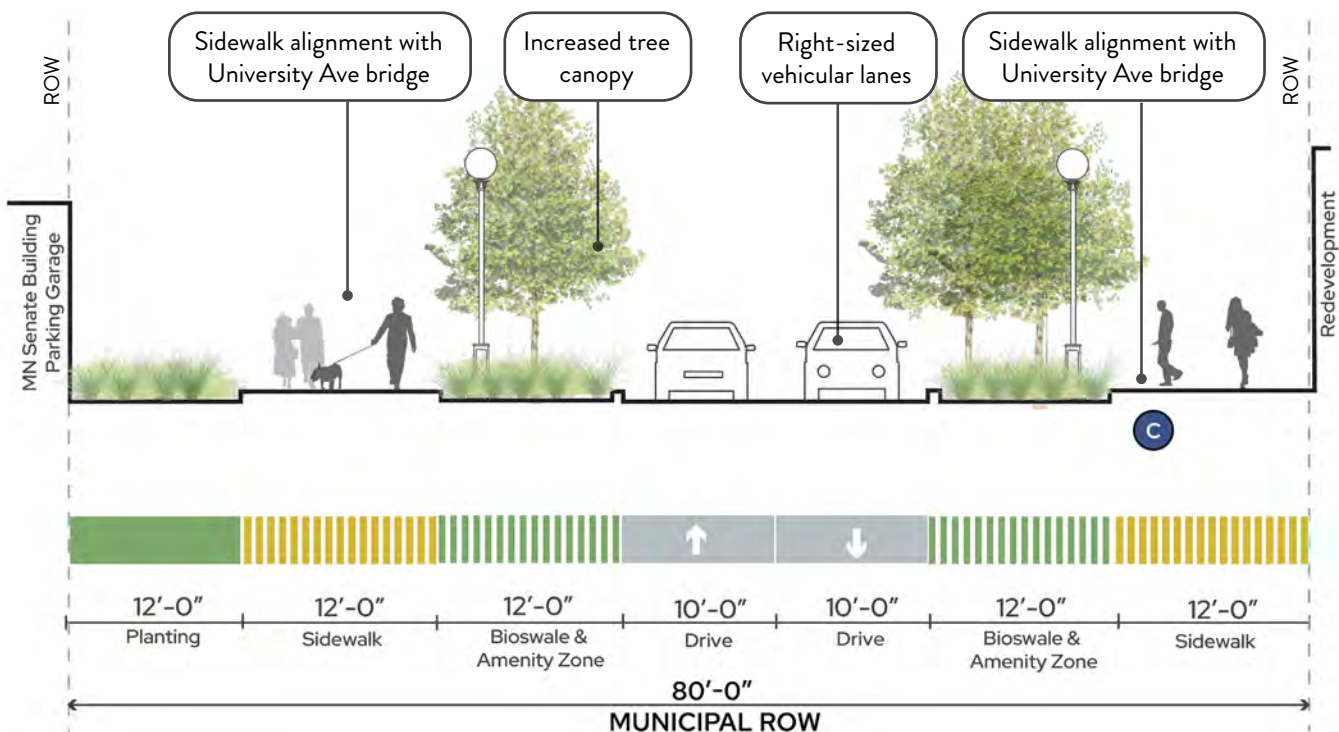 Sidewalk alignment with
University Ave bridge
Increased tree
canopy
Right-sized
vehicular lanes
Sidewalk alignment with
University Ave bridge
ROW
ROW
MN Senate Building
Parking Garage
Redevelopment
C
12'-0"
12'-0"
12'-0"
10'-0"
10'-0"
12'-0"
12'-0"
Planting
Sidewalk
Bioswale &
Amenity Zone
Drive
Drive
Bioswale &
Amenity Zone
Sidewalk
80'-0"
MUNICIPAL ROW